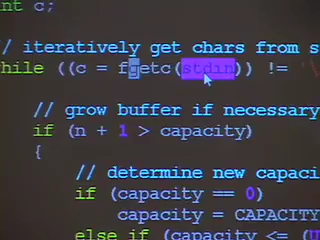 int c;
// iteratively get chars from s
hile ((c = fgetc(stdin)) != '\
// grow buffer if necessary
if (n + 1 > capacity)
{
// determine new capaci
if (capacity == 0)
capacity = CAPACITY
else if (capacity <= (U